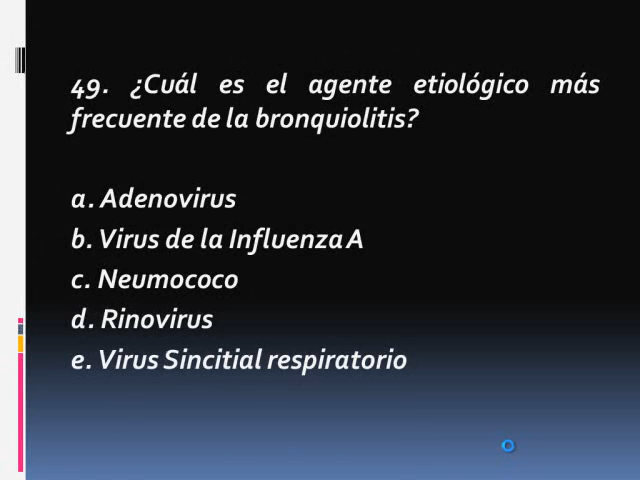 49. ¿Cuál es el agente etiológico más
frecuente de la bronquiolitis?
a. Adenovirus
b. Virus de la Influenza A
c. Neumococo
d. Rinovirus
e. Virus Sincitial respiratorio